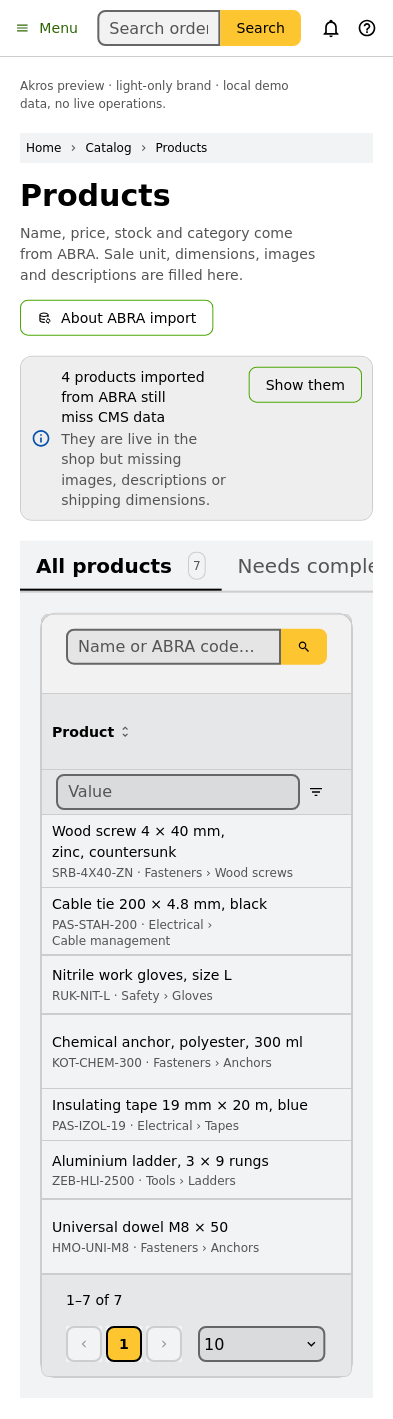 Menu
Search order
Search
Akros preview · light-only brand · local demo
data, no live operations.
Home › Catalog › Products
Products
Name, price, stock and category come
from ABRA. Sale unit, dimensions, images
and descriptions are filled here.
About ABRA import
4 products imported
from ABRA still
miss CMS data
Show them
They are live in the
shop but missing
images, descriptions or
shipping dimensions.
All products 7
Needs comple
Name or ABRA code...
Product
Value
Wood screw 4 × 40 mm,
zinc, countersunk
SRB-4X40-ZN · Fasteners › Wood screws
Cable tie 200 × 4.8 mm, black
PAS-STAH-200 · Electrical ›
Cable management
Nitrile work gloves, size L
RUK-NIT-L · Safety › Gloves
Chemical anchor, polyester, 300 ml
KOT-CHEM-300 · Fasteners › Anchors
Insulating tape 19 mm × 20 m, blue
PAS-IZOL-19 · Electrical › Tapes
Aluminium ladder, 3 × 9 rungs
ZEB-HLI-2500 · Tools › Ladders
Universal dowel M8 × 50
HMO-UNI-M8 · Fasteners › Anchors
1–7 of 7
‹ 1 › 10